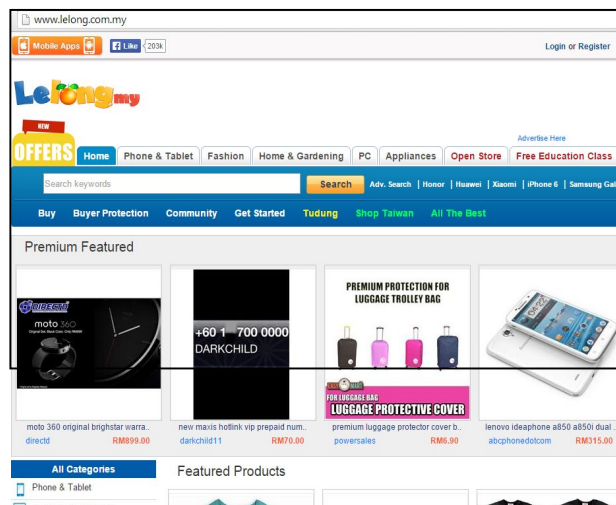 www.lelong.com.my
Mobile Apps
Like 203k
Login or Register
Lelong.my
Advertise Here
NEW
OFFERS
Home Phone & Tablet Fashion Home & Gardening PC Appliances Open Store Free Education Class
Search keywords
Search
Adv. Search | Honor | Huawei | Xiaomi | iPhone 6 | Samsung Gal
Buy Buyer Protection Community Get Started Tudung Shop Taiwan All The Best
Premium Featured
DIRECTD
moto 360
+60 1 700 0000
DARKCHILD
PREMIUM PROTECTION FOR
LUGGAGE TROLLEY BAG
FOR LUGGAGE BAG
LUGGAGE PROTECTIVE COVER
04:22
moto 360 original brighstar warra..
directd RM899.00
new maxis hotlink vip prepaid num..
darkchild11 RM70.00
premium luggage protector cover b..
powersales RM6.90
lenovo ideaphone a850 a850i dual ..
abcphonedotcom RM315.00
All Categories
Phone & Tablet
Featured Products